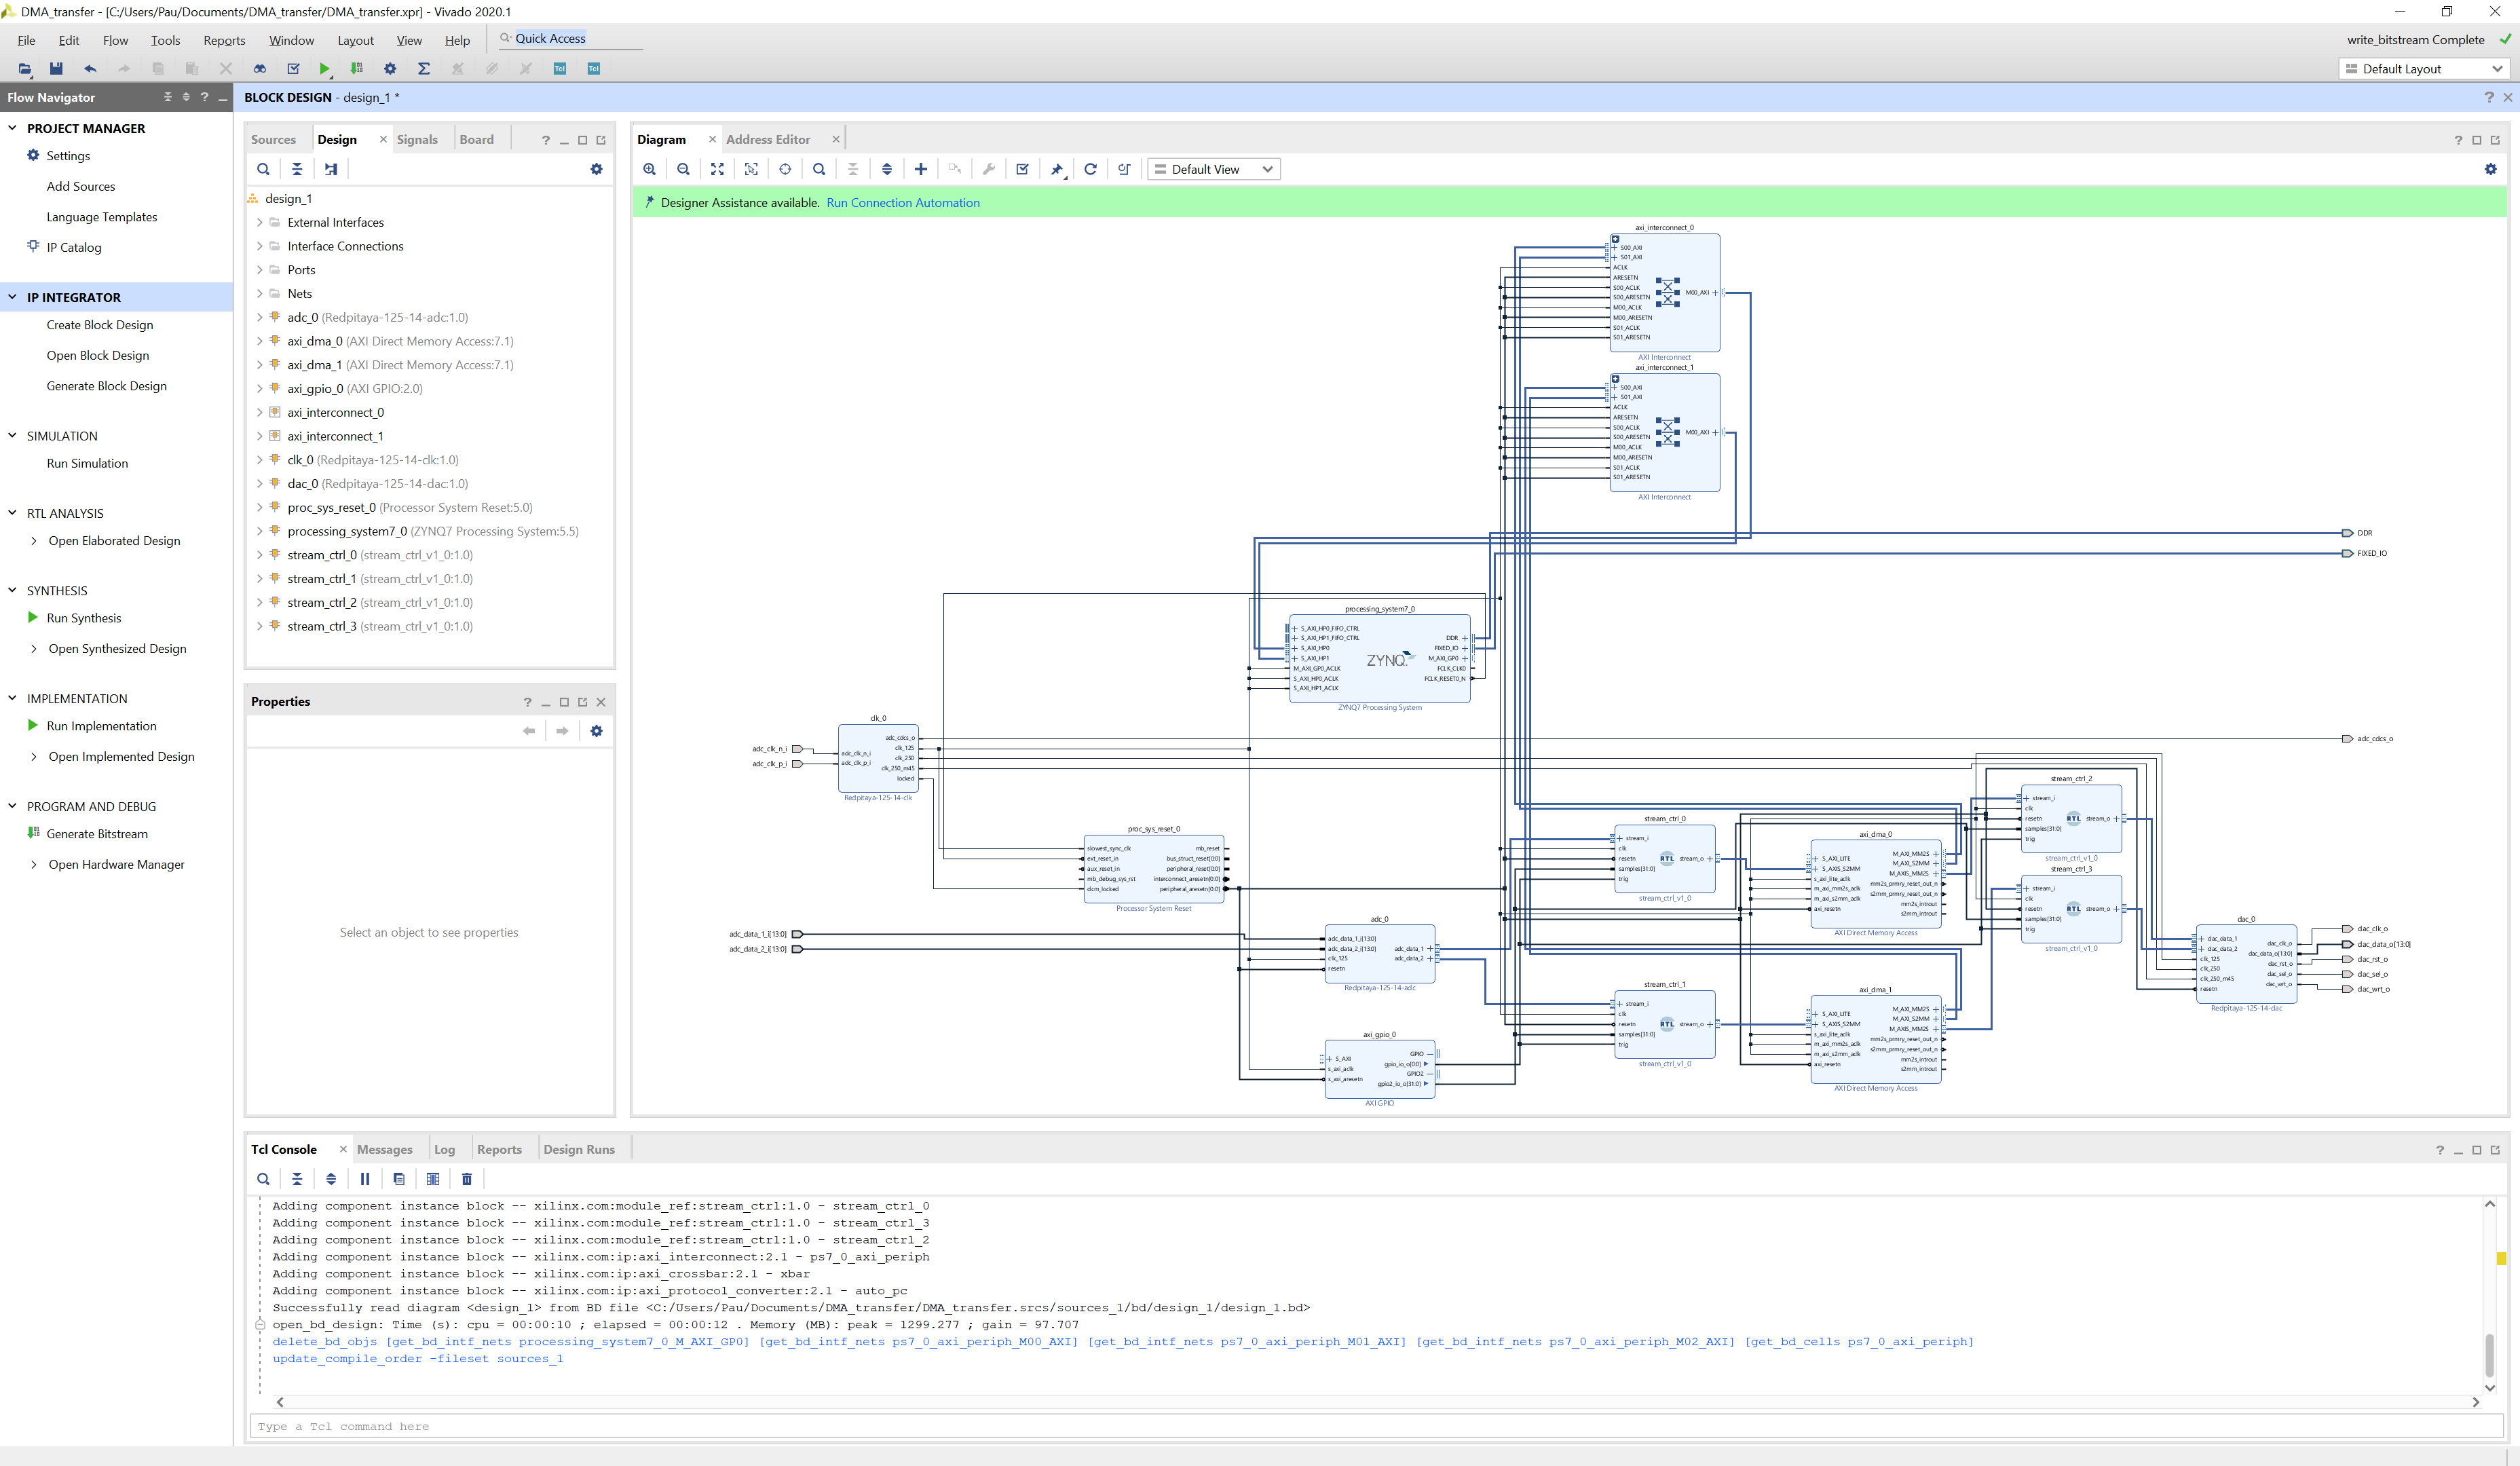 DMA_transfer - [C:/Users/Pau/Documents/DMA_transfer/DMA_transfer.xpr] - Vivado 2020.1
File Edit Flow Tools Reports Window Layout View Help Quick Access
write_bitstream Complete
Default Layout
Flow Navigator
PROJECT MANAGER
Settings
Add Sources
Language Templates
IP Catalog
IP INTEGRATOR
Create Block Design
Open Block Design
Generate Block Design
SIMULATION
Run Simulation
RTL ANALYSIS
Open Elaborated Design
SYNTHESIS
Run Synthesis
Open Synthesized Design
IMPLEMENTATION
Run Implementation
Open Implemented Design
PROGRAM AND DEBUG
Generate Bitstream
Open Hardware Manager
BLOCK DESIGN - design_1 *
Sources Design Signals Board
design_1
External Interfaces
Interface Connections
Ports
Nets
adc_0 (Redpitaya-125-14-adc:1.0)
axi_dma_0 (AXI Direct Memory Access:7.1)
axi_dma_1 (AXI Direct Memory Access:7.1)
axi_gpio_0 (AXI GPIO:2.0)
axi_interconnect_0
axi_interconnect_1
clk_0 (Redpitaya-125-14-clk:1.0)
dac_0 (Redpitaya-125-14-dac:1.0)
proc_sys_reset_0 (Processor System Reset:5.0)
processing_system7_0 (ZYNQ7 Processing System:5.5)
stream_ctrl_0 (stream_ctrl_v1_0:1.0)
stream_ctrl_1 (stream_ctrl_v1_0:1.0)
stream_ctrl_2 (stream_ctrl_v1_0:1.0)
stream_ctrl_3 (stream_ctrl_v1_0:1.0)
Properties
Select an object to see properties
Diagram Address Editor
Default View
Designer Assistance available. Run Connection Automation
axi_interconnect_0
S00_AXI
S01_AXI
ACLK
ARESETN
S00_ACLK
S00_ARESETN
M00_ACLK
M00_ARESETN
S01_ACLK
S01_ARESETN
M00_AXI
AXI Interconnect
axi_interconnect_1
S00_AXI
S01_AXI
ACLK
ARESETN
S00_ACLK
S00_ARESETN
M00_ACLK
M00_ARESETN
S01_ACLK
S01_ARESETN
M00_AXI
AXI Interconnect
DDR
FIXED_IO
processing_system7_0
S_AXI_HP0_FIFO_CTRL
S_AXI_HP1_FIFO_CTRL
S_AXI_HP0
S_AXI_HP1
M_AXI_GP0_ACLK
S_AXI_HP0_ACLK
S_AXI_HP1_ACLK
ZYNQ
DDR
FIXED_IO
M_AXI_GP0
FCLK_CLK0
FCLK_RESET0_N
ZYNQ7 Processing System
adc_clk_n_i
adc_clk_p_i
clk_0
adc_clk_n_i
adc_clk_p_i
adc_cdcs_o
clk_125
clk_250
clk_250_m45
locked
Redpitaya-125-14-clk
adc_cdcs_o
proc_sys_reset_0
slowest_sync_clk
ext_reset_in
aux_reset_in
mb_debug_sys_rst
dcm_locked
mb_reset
bus_struct_reset[0:0]
peripheral_reset[0:0]
interconnect_aresetn[0:0]
peripheral_aresetn[0:0]
Processor System Reset
adc_data_1_i[13:0]
adc_data_2_i[13:0]
adc_0
adc_data_1_i[13:0]
adc_data_2_i[13:0]
clk_125
resetn
adc_data_1
adc_data_2
Redpitaya-125-14-adc
axi_gpio_0
S_AXI
s_axi_aclk
s_axi_aresetn
GPIO
gpio_io_o[0:0]
GPIO2
gpio2_io_o[31:0]
AXI GPIO
stream_ctrl_0
stream_i
clk
resetn
samples[31:0]
trig
RTL
stream_o
stream_ctrl_v1_0
stream_ctrl_1
stream_i
clk
resetn
samples[31:0]
trig
RTL
stream_o
stream_ctrl_v1_0
axi_dma_0
S_AXI_LITE
S_AXIS_S2MM
s_axi_lite_aclk
m_axi_mm2s_aclk
m_axi_s2mm_aclk
axi_resetn
M_AXI_MM2S
M_AXI_S2MM
M_AXIS_MM2S
mm2s_prmry_reset_out_n
s2mm_prmry_reset_out_n
mm2s_introut
s2mm_introut
AXI Direct Memory Access
axi_dma_1
S_AXI_LITE
S_AXIS_S2MM
s_axi_lite_aclk
m_axi_mm2s_aclk
m_axi_s2mm_aclk
axi_resetn
M_AXI_MM2S
M_AXI_S2MM
M_AXIS_MM2S
mm2s_prmry_reset_out_n
s2mm_prmry_reset_out_n
mm2s_introut
s2mm_introut
AXI Direct Memory Access
stream_ctrl_2
stream_i
clk
resetn
samples[31:0]
trig
RTL
stream_o
stream_ctrl_v1_0
stream_ctrl_3
stream_i
clk
resetn
samples[31:0]
trig
RTL
stream_o
stream_ctrl_v1_0
dac_0
dac_data_1
dac_data_2
clk_125
clk_250
clk_250_m45
resetn
dac_clk_o
dac_data_o[13:0]
dac_rst_o
dac_sel_o
dac_wrt_o
Redpitaya-125-14-dac
dac_clk_o
dac_data_o[13:0]
dac_rst_o
dac_sel_o
dac_wrt_o
Tcl Console Messages Log Reports Design Runs
Adding component instance block -- xilinx.com:module_ref:stream_ctrl:1.0 - stream_ctrl_0
Adding component instance block -- xilinx.com:module_ref:stream_ctrl:1.0 - stream_ctrl_3
Adding component instance block -- xilinx.com:module_ref:stream_ctrl:1.0 - stream_ctrl_2
Adding component instance block -- xilinx.com:ip:axi_interconnect:2.1 - ps7_0_axi_periph
Adding component instance block -- xilinx.com:ip:axi_crossbar:2.1 - xbar
Adding component instance block -- xilinx.com:ip:axi_protocol_converter:2.1 - auto_pc
Successfully read diagram <design_1> from BD file <C:/Users/Pau/Documents/DMA_transfer/DMA_transfer.srcs/sources_1/bd/design_1/design_1.bd>
open_bd_design: Time (s): cpu = 00:00:10 ; elapsed = 00:00:12 . Memory (MB): peak = 1299.277 ; gain = 97.707
delete_bd_objs [get_bd_intf_nets processing_system7_0_M_AXI_GP0] [get_bd_intf_nets ps7_0_axi_periph_M00_AXI] [get_bd_intf_nets ps7_0_axi_periph_M01_AXI] [get_bd_intf_nets ps7_0_axi_periph_M02_AXI] [get_bd_cells ps7_0_axi_periph]
update_compile_order -fileset sources_1
Type a Tcl command here